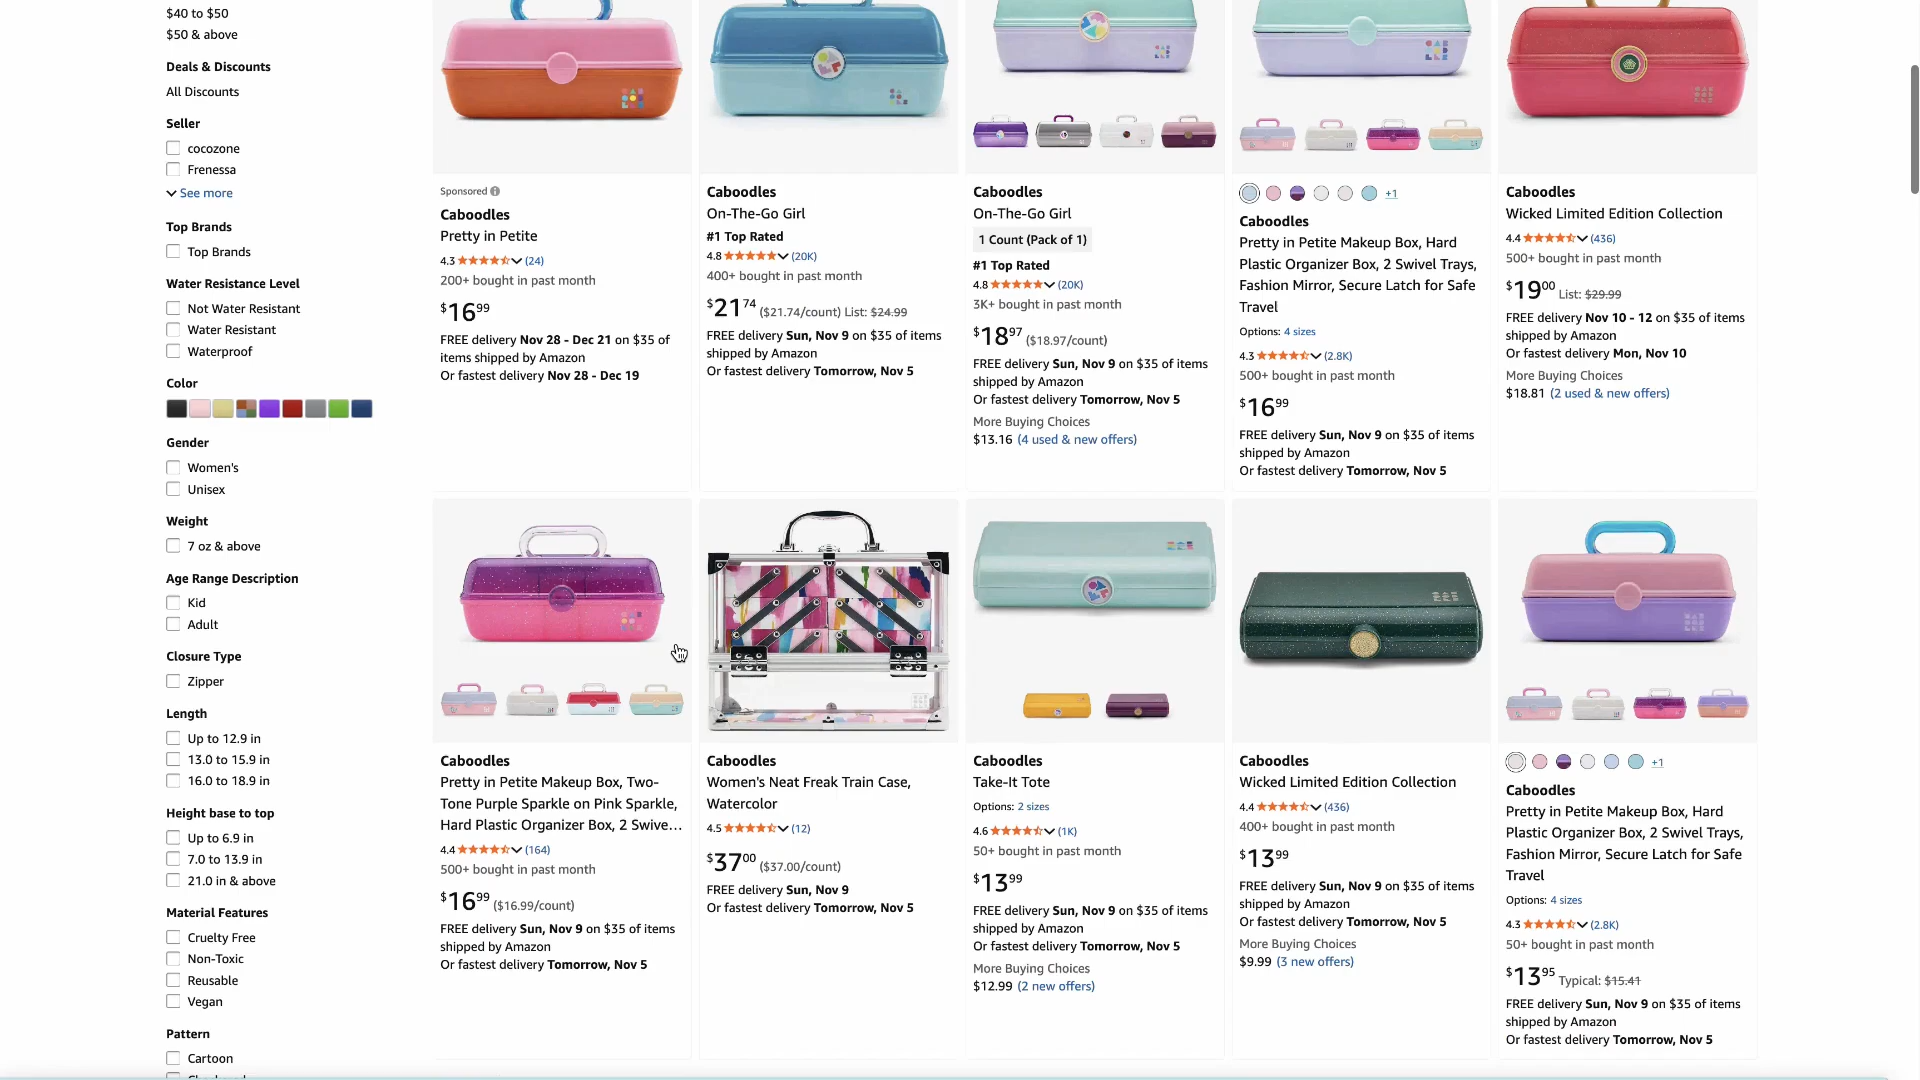 $40 to $50
$50 & above
Deals & Discounts
All Discounts
Seller
cocozone
Frenessa
See more
Top Brands
Top Brands
Water Resistance Level
Not Water Resistant
Water Resistant
Waterproof
Color
Gender
Women's
Unisex
Weight
7 oz & above
Age Range Description
Kid
Adult
Closure Type
Zipper
Length
Up to 12.9 in
13.0 to 15.9 in
16.0 to 18.9 in
Height base to top
Up to 6.9 in
7.0 to 13.9 in
21.0 in & above
Material Features
Cruelty Free
Non-Toxic
Reusable
Vegan
Pattern
Cartoon
Sponsored
Caboodles
Pretty in Petite
4.3 (24)
200+ bought in past month
$16.99
FREE delivery Nov 28 - Dec 21 on $35 of
items shipped by Amazon
Or fastest delivery Nov 28 - Dec 19
Caboodles
On-The-Go Girl
#1 Top Rated
4.8 (20K)
400+ bought in past month
$21.74 ($21.74/count) List: $24.99
FREE delivery Sun, Nov 9 on $35 of items
shipped by Amazon
Or fastest delivery Tomorrow, Nov 5
Caboodles
On-The-Go Girl
1 Count (Pack of 1)
#1 Top Rated
4.8 (20K)
3K+ bought in past month
$18.97 ($18.97/count)
FREE delivery Sun, Nov 9 on $35 of items
shipped by Amazon
Or fastest delivery Tomorrow, Nov 5
More Buying Choices
$13.16 (4 used & new offers)
+1
Caboodles
Pretty in Petite Makeup Box, Hard
Plastic Organizer Box, 2 Swivel Trays,
Fashion Mirror, Secure Latch for Safe
Travel
Options: 4 sizes
4.3 (2.8K)
500+ bought in past month
$16.99
FREE delivery Sun, Nov 9 on $35 of items
shipped by Amazon
Or fastest delivery Tomorrow, Nov 5
Caboodles
Wicked Limited Edition Collection
4.4 (436)
500+ bought in past month
$19.00 List: $29.99
FREE delivery Nov 10 - 12 on $35 of items
shipped by Amazon
Or fastest delivery Mon, Nov 10
More Buying Choices
$18.81 (2 used & new offers)
Caboodles
Pretty in Petite Makeup Box, Two-
Tone Purple Sparkle on Pink Sparkle,
Hard Plastic Organizer Box, 2 Swive...
4.4 (164)
500+ bought in past month
$16.99 ($16.99/count)
FREE delivery Sun, Nov 9 on $35 of items
shipped by Amazon
Or fastest delivery Tomorrow, Nov 5
Caboodles
Women's Neat Freak Train Case,
Watercolor
4.5 (12)
$37.00 ($37.00/count)
FREE delivery Sun, Nov 9
Or fastest delivery Tomorrow, Nov 5
Caboodles
Take-It Tote
Options: 2 sizes
4.6 (1K)
50+ bought in past month
$13.99
FREE delivery Sun, Nov 9 on $35 of items
shipped by Amazon
Or fastest delivery Tomorrow, Nov 5
More Buying Choices
$12.99 (2 new offers)
Caboodles
Wicked Limited Edition Collection
4.4 (436)
400+ bought in past month
$13.99
FREE delivery Sun, Nov 9 on $35 of items
shipped by Amazon
Or fastest delivery Tomorrow, Nov 5
More Buying Choices
$9.99 (3 new offers)
+1
Caboodles
Pretty in Petite Makeup Box, Hard
Plastic Organizer Box, 2 Swivel Trays,
Fashion Mirror, Secure Latch for Safe
Travel
Options: 4 sizes
4.3 (2.8K)
50+ bought in past month
$13.95 Typical: $15.41
FREE delivery Sun, Nov 9 on $35 of items
shipped by Amazon
Or fastest delivery Tomorrow, Nov 5